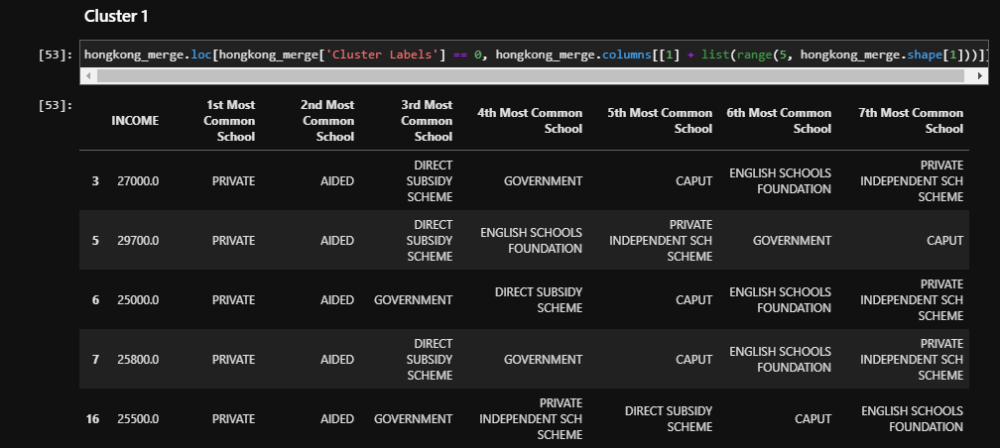 Cluster 1
[53]: hongkong_merge.loc[hongkong_merge['Cluster Labels'] == 0, hongkong_merge.columns[[1] + list(range(5, hongkong_merge.shape[1]))]]
[53]:
INCOME 1st Most Common School 2nd Most Common School 3rd Most Common School 4th Most Common School 5th Most Common School 6th Most Common School 7th Most Common School
3 27000.0 PRIVATE AIDED DIRECT SUBSIDY SCHEME GOVERNMENT CAPUT ENGLISH SCHOOLS FOUNDATION PRIVATE INDEPENDENT SCH SCHEME
5 29700.0 PRIVATE AIDED DIRECT SUBSIDY SCHEME ENGLISH SCHOOLS FOUNDATION PRIVATE INDEPENDENT SCH SCHEME GOVERNMENT CAPUT
6 25000.0 PRIVATE AIDED GOVERNMENT DIRECT SUBSIDY SCHEME CAPUT ENGLISH SCHOOLS FOUNDATION PRIVATE INDEPENDENT SCH SCHEME
7 25800.0 PRIVATE AIDED DIRECT SUBSIDY SCHEME GOVERNMENT CAPUT ENGLISH SCHOOLS FOUNDATION PRIVATE INDEPENDENT SCH SCHEME
16 25500.0 PRIVATE AIDED GOVERNMENT PRIVATE INDEPENDENT SCH SCHEME DIRECT SUBSIDY SCHEME CAPUT ENGLISH SCHOOLS FOUNDATION